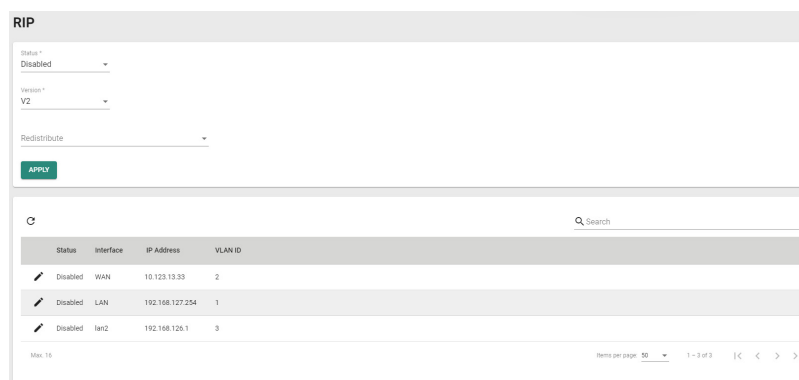 RIP
Status *
Disabled
Version *
V2
Redistribute
APPLY
Search
Status Interface IP Address VLAN ID
Disabled WAN 10.123.13.33 2
Disabled LAN 192.168.127.254 1
Disabled lan2 192.168.126.1 3
Max. 16 Items per page: 50 1 – 3 of 3